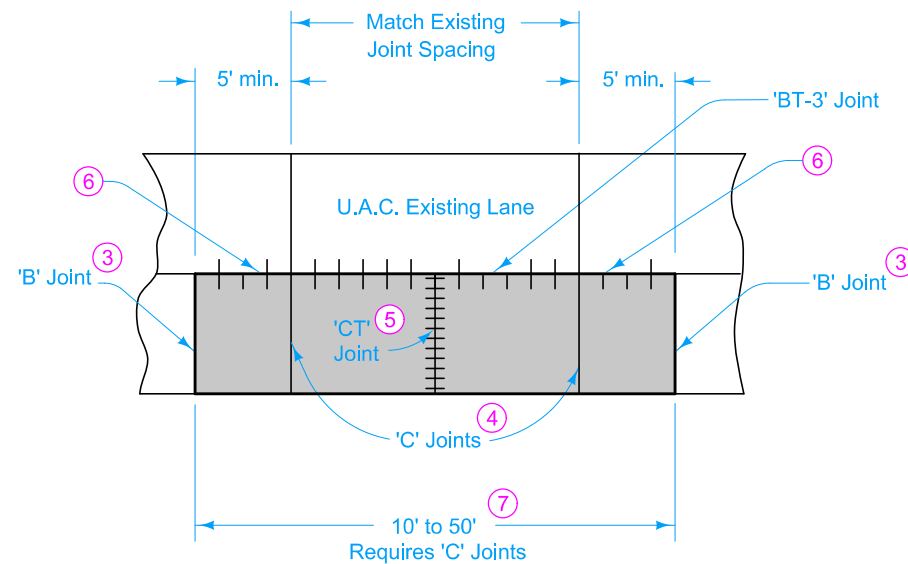 Match Existing
Joint Spacing
5' min.
5' min.
'BT-3' Joint
6
6
U.A.C. Existing Lane
'B' Joint 3
'B' Joint 3
'CT' 5
Joint
'C' Joints 4
10' to 50' 7
Requires 'C' Joints